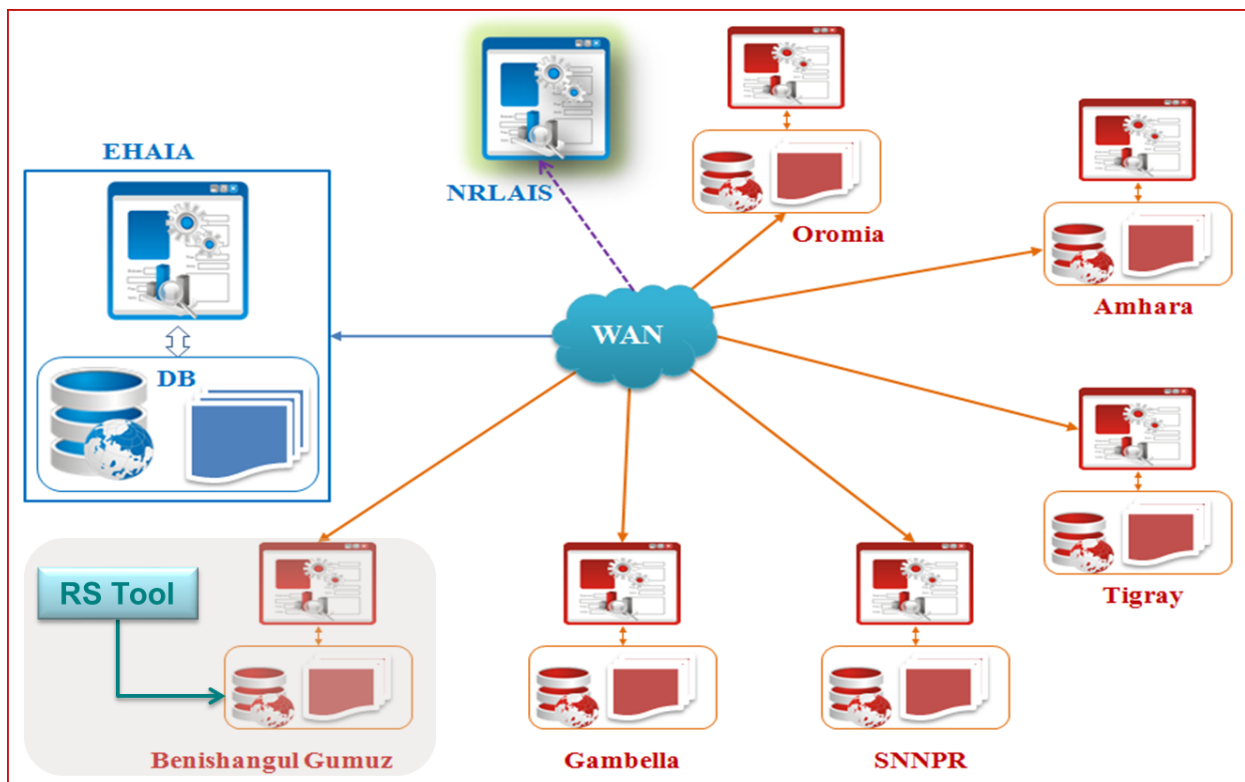 EHAIA
NRLAIS
Oromia
Amhara
WAN
DB
Tigray
RS Tool
Benishangul Gumuz
Gambella
SNNPR